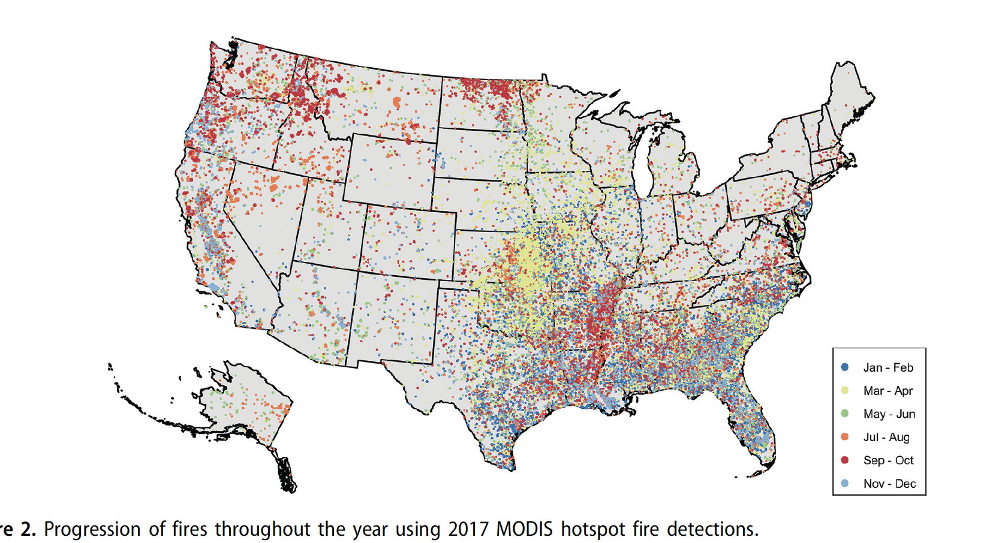 Jan - Feb
Mar - Apr
May - Jun
Jul - Aug
Sep - Oct
Nov - Dec
re 2. Progression of fires throughout the year using 2017 MODIS hotspot fire detections.